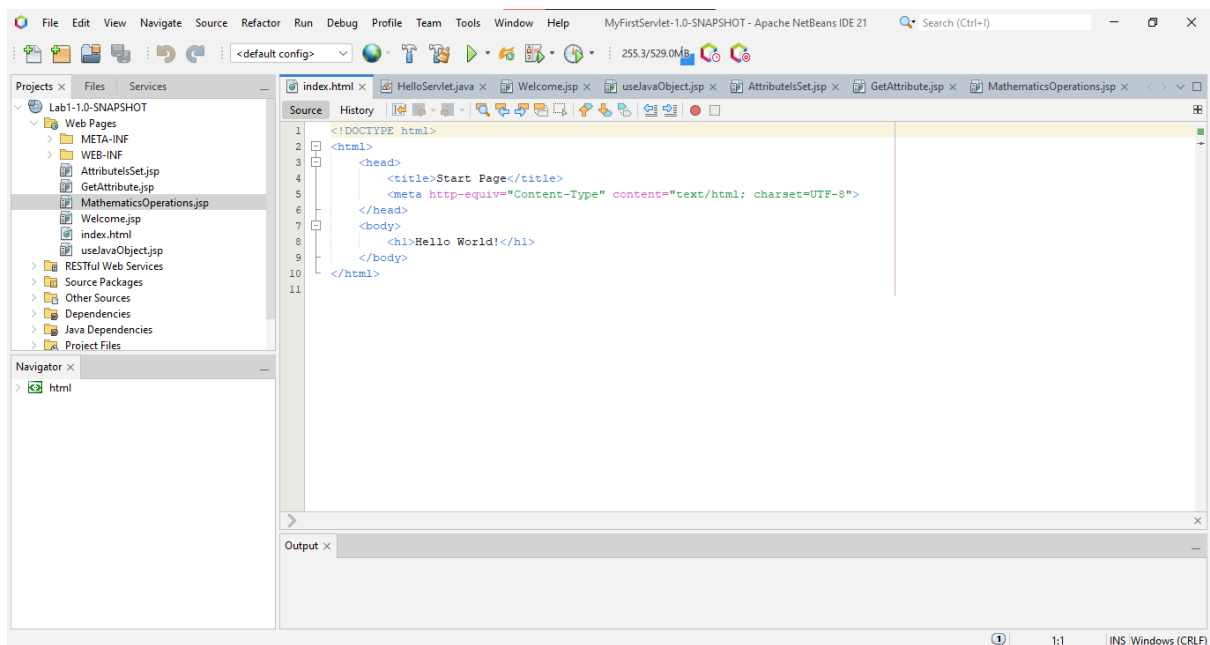 File Edit View Navigate Source Refactor Run Debug Profile Team Tools Window Help MyFirstServlet-1.0-SNAPSHOT - Apache NetBeans IDE 21 Search (Ctrl+I)
<default config> 255.3/529.0MB
Projects Files Services
index.html HelloServlet.java Welcome.jsp useJavaObject.jsp AttributeIsSet.jsp GetAttribute.jsp MathematicsOperations.jsp
Lab1-1.0-SNAPSHOT
Web Pages
META-INF
WEB-INF
AttributeIsSet.jsp
GetAttribute.jsp
MathematicsOperations.jsp
Welcome.jsp
index.html
useJavaObject.jsp
RESTful Web Services
Source Packages
Other Sources
Dependencies
Java Dependencies
Project Files
Navigator
html
Source History
1 <!DOCTYPE html>
2 <html>
3 <head>
4 <title>Start Page</title>
5 <meta http-equiv="Content-Type" content="text/html; charset=UTF-8">
6 </head>
7 <body>
8 <h1>Hello World!</h1>
9 </body>
10 </html>
11
Output
1 1:1 INS Windows (CRLF)